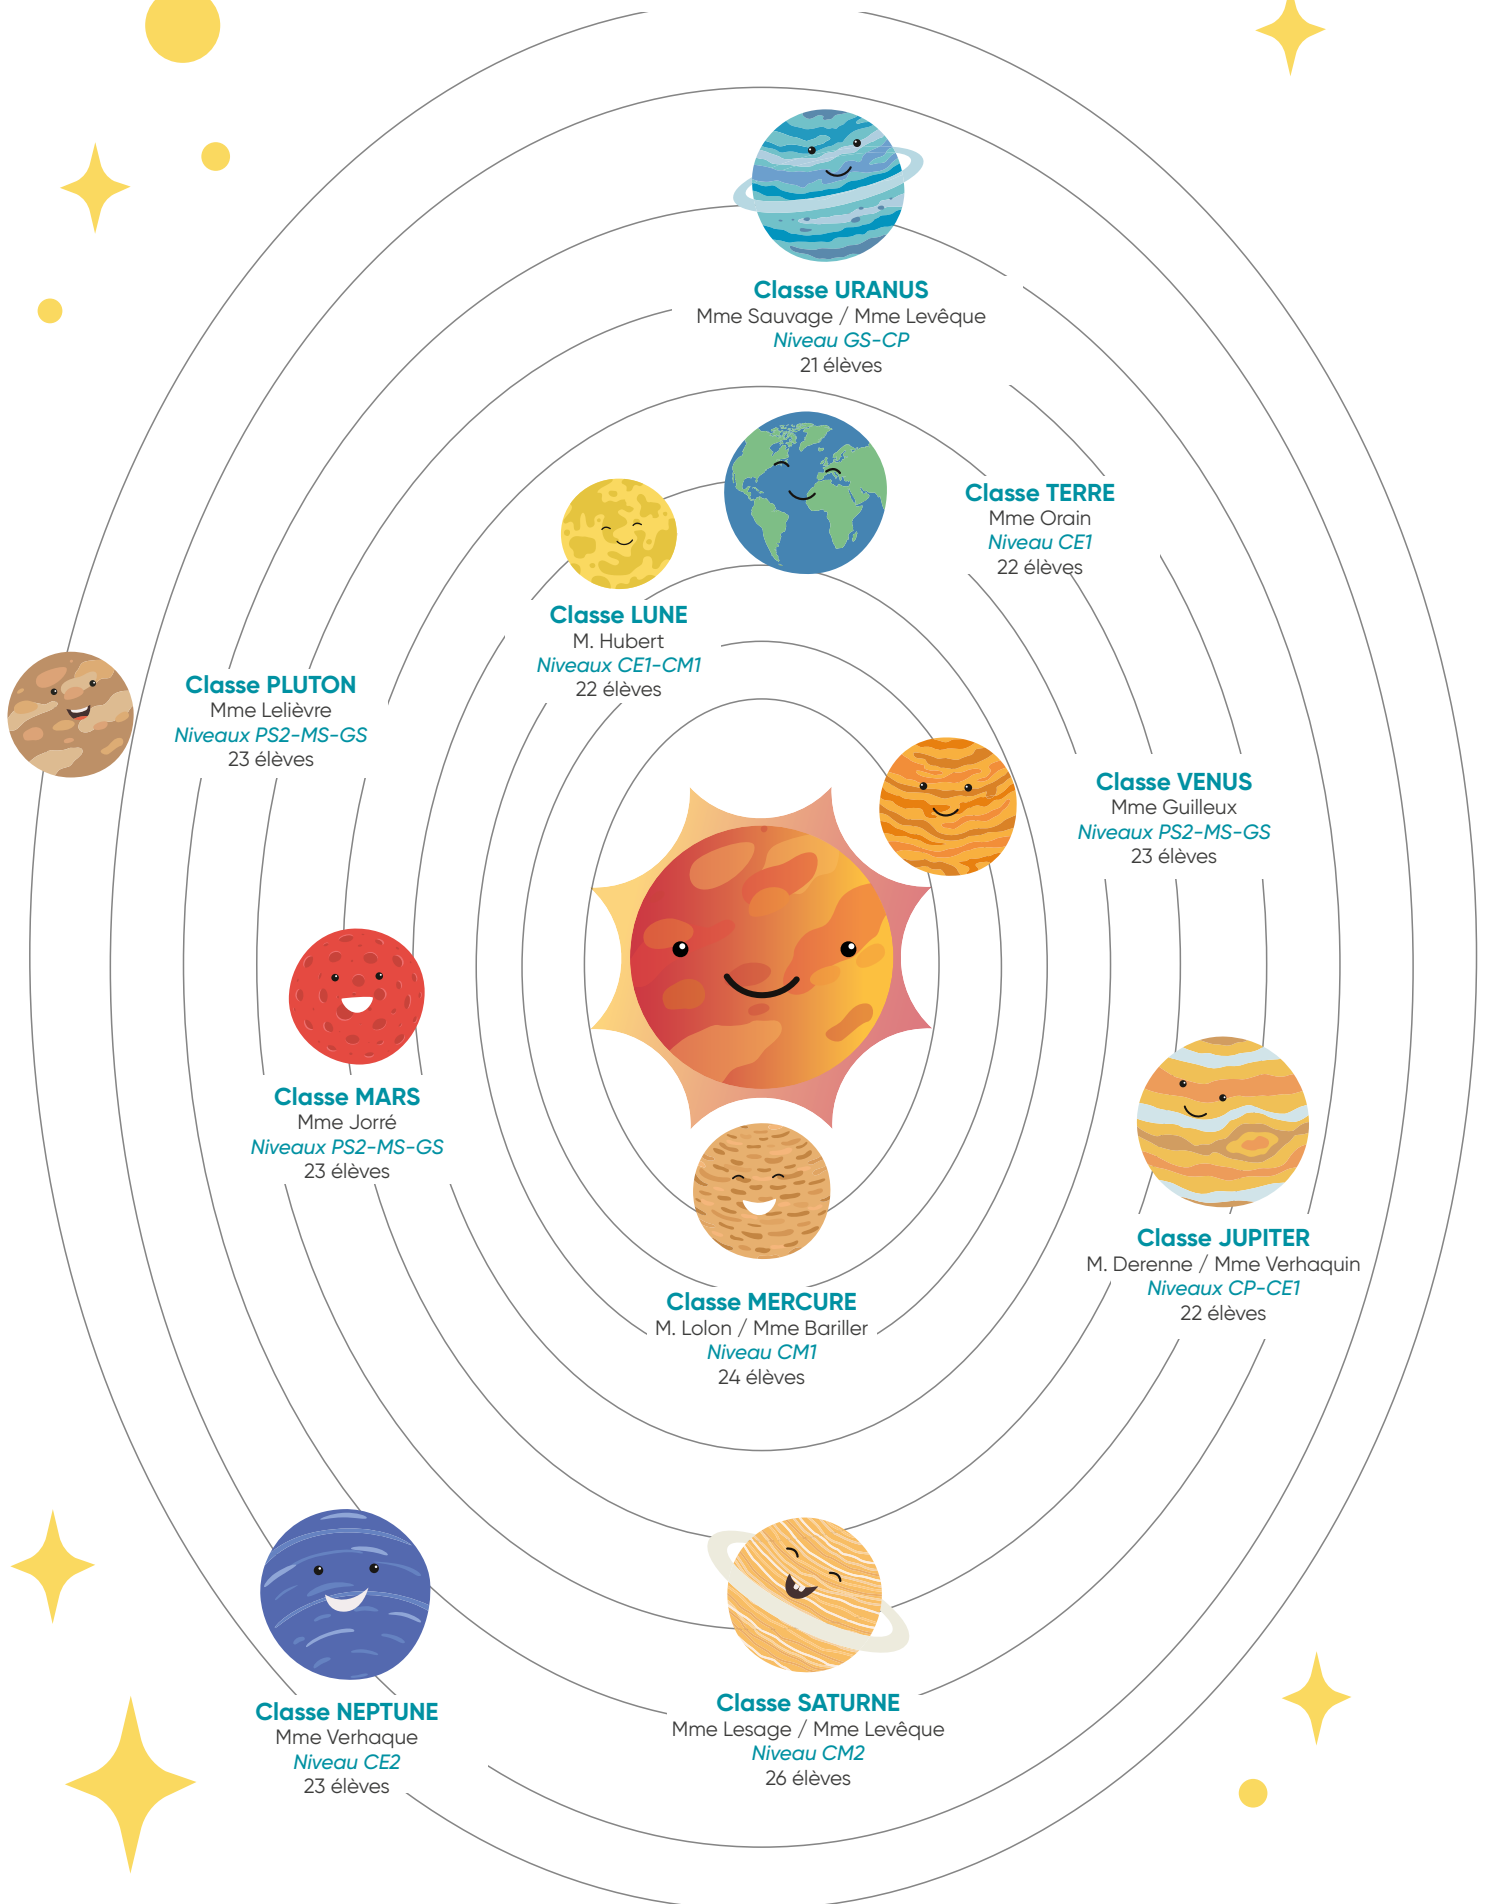 Classe URANUS
Mme Sauvage / Mme Levêque
Niveau GS-CP
21 élèves
Classe TERRE
Mme Orain
Niveau CE1
22 élèves
Classe LUNE
M. Hubert
Niveaux CE1-CM1
22 élèves
Classe PLUTON
Mme Lelièvre
Niveaux PS2-MS-GS
23 élèves
Classe VENUS
Mme Guilleux
Niveaux PS2-MS-GS
23 élèves
Classe MARS
Mme Jorré
Niveaux PS2-MS-GS
23 élèves
Classe JUPITER
M. Derenne / Mme Verhaquin
Niveaux CP-CE1
22 élèves
Classe MERCURE
M. Lolon / Mme Bariller
Niveau CM1
24 élèves
Classe NEPTUNE
Mme Verhaque
Niveau CE2
23 élèves
Classe SATURNE
Mme Lesage / Mme Levêque
Niveau CM2
26 élèves